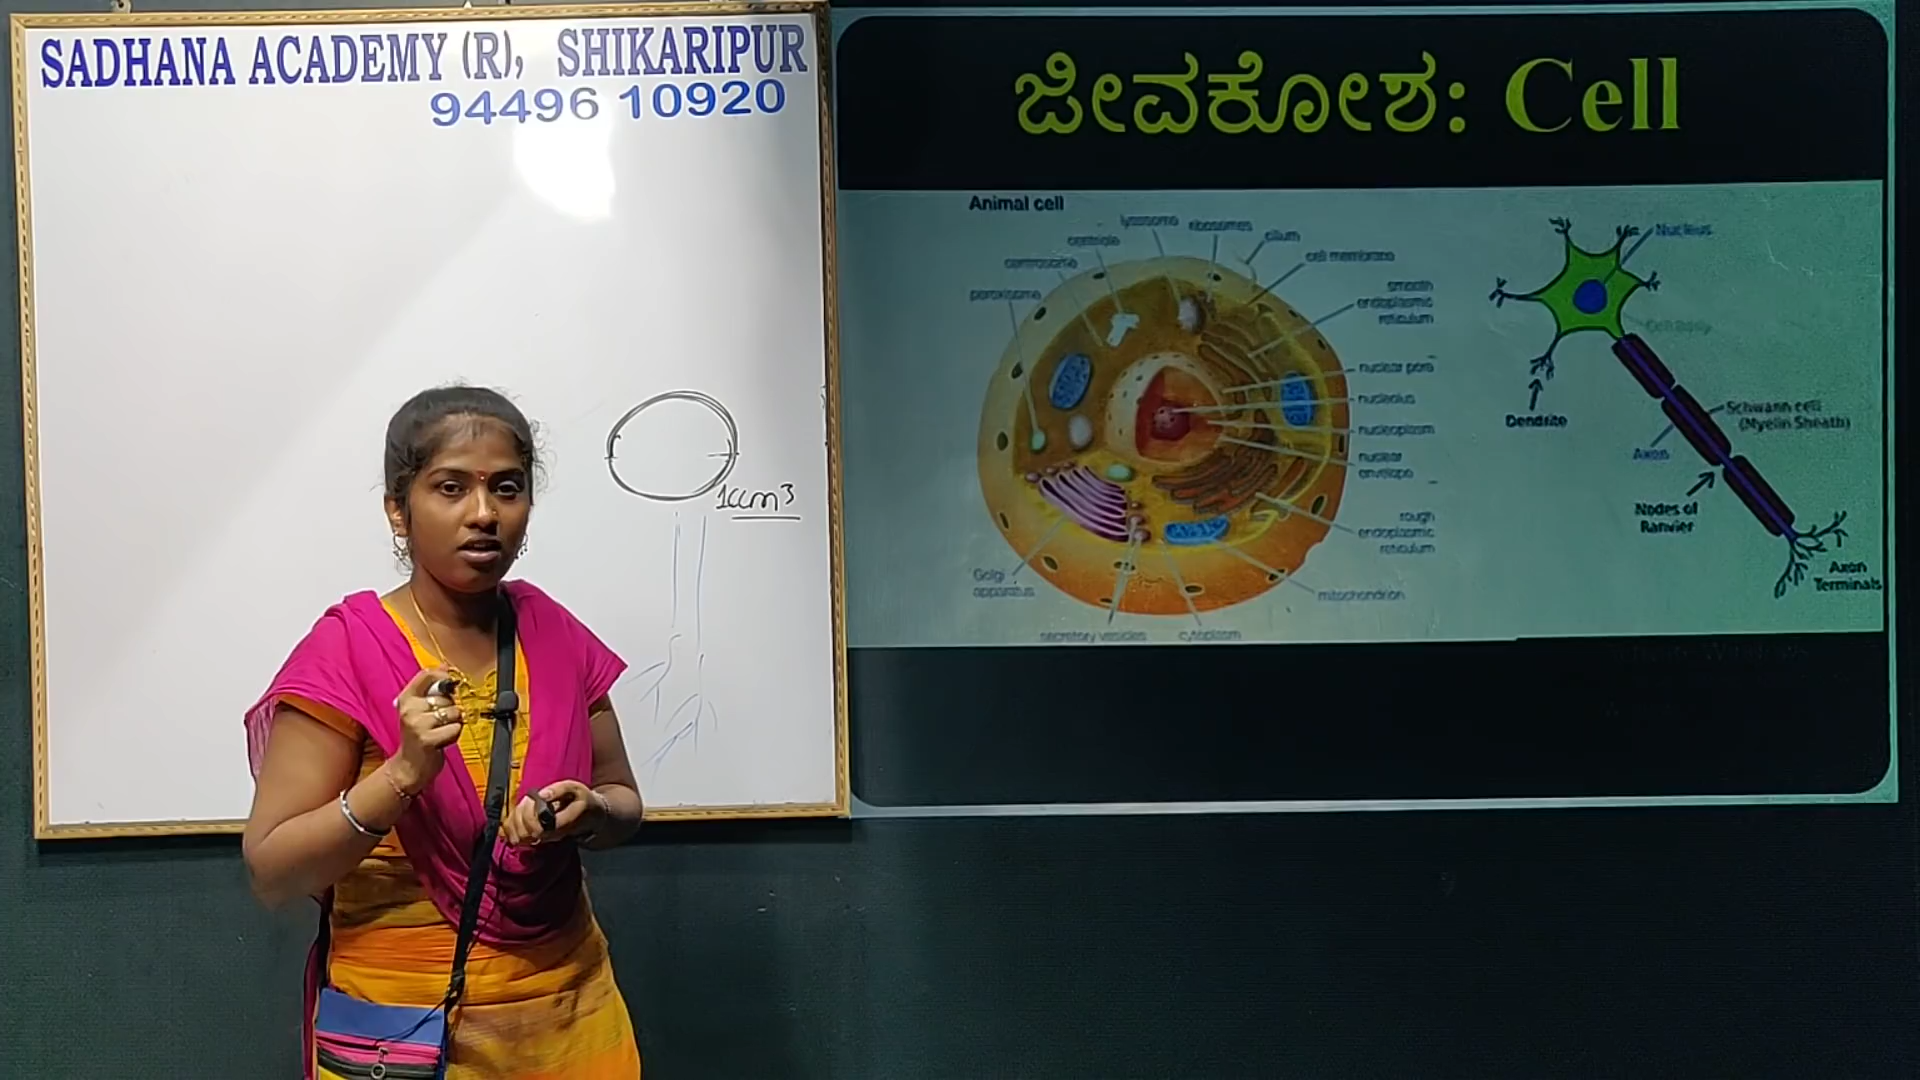 SADHANA ACADEMY (R), SHIKARIPUR
94496 10920
1cm³
ಜೀವಕೋಶ: Cell
Animal cell
lysosome
ribosomes
cilium
centriole
cell membrane
centrosome
peroxisome
smooth
endoplasmic
reticulum
nuclear pore
nucleolus
nucleoplasm
nuclear
envelope
rough
endoplasmic
reticulum
Golgi
apparatus
mitochondrion
secretory vesicles
cytoplasm
Nucleus
Cell Body
Dendrite
Schwann cell
(Myelin Sheath)
Axon
Nodes of
Ranvier
Axon
Terminals